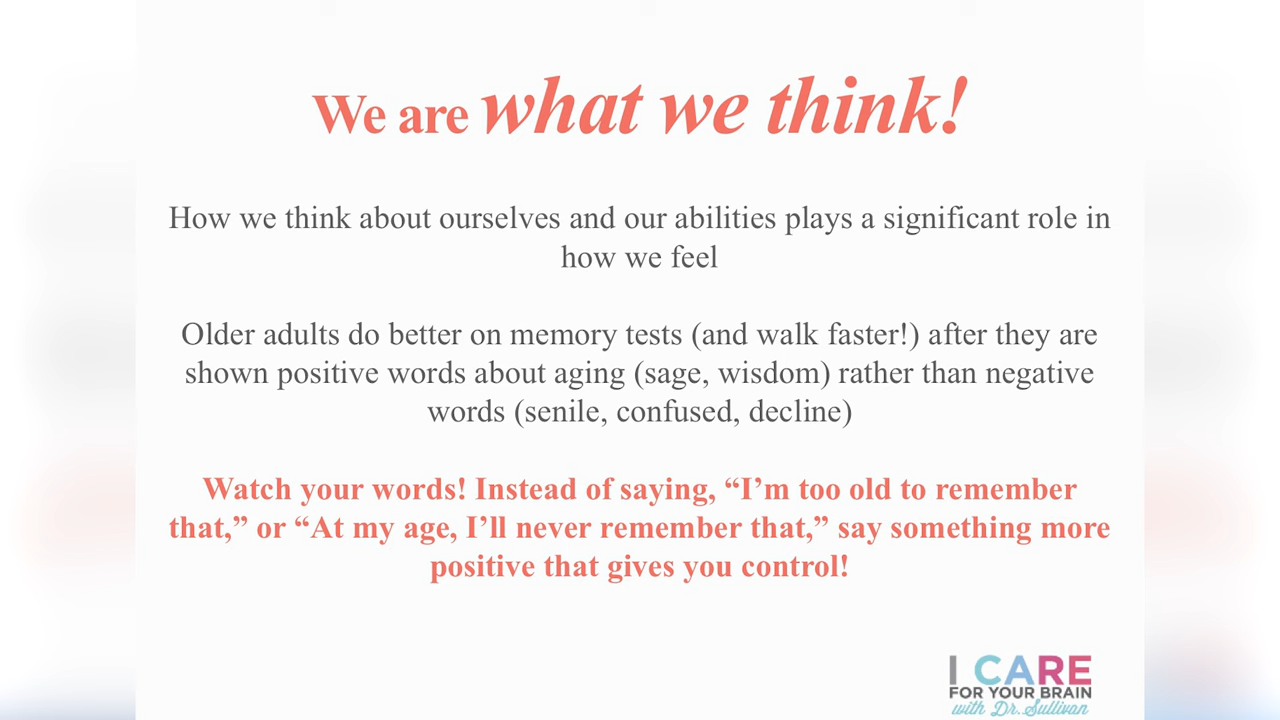 We are what we think!
How we think about ourselves and our abilities plays a significant role in
how we feel
Older adults do better on memory tests (and walk faster!) after they are
shown positive words about aging (sage, wisdom) rather than negative
words (senile, confused, decline)
Watch your words! Instead of saying, “I’m too old to remember
that,” or “At my age, I’ll never remember that,” say something more
positive that gives you control!
I CARE
FOR YOUR BRAIN
with Dr. Sullivan